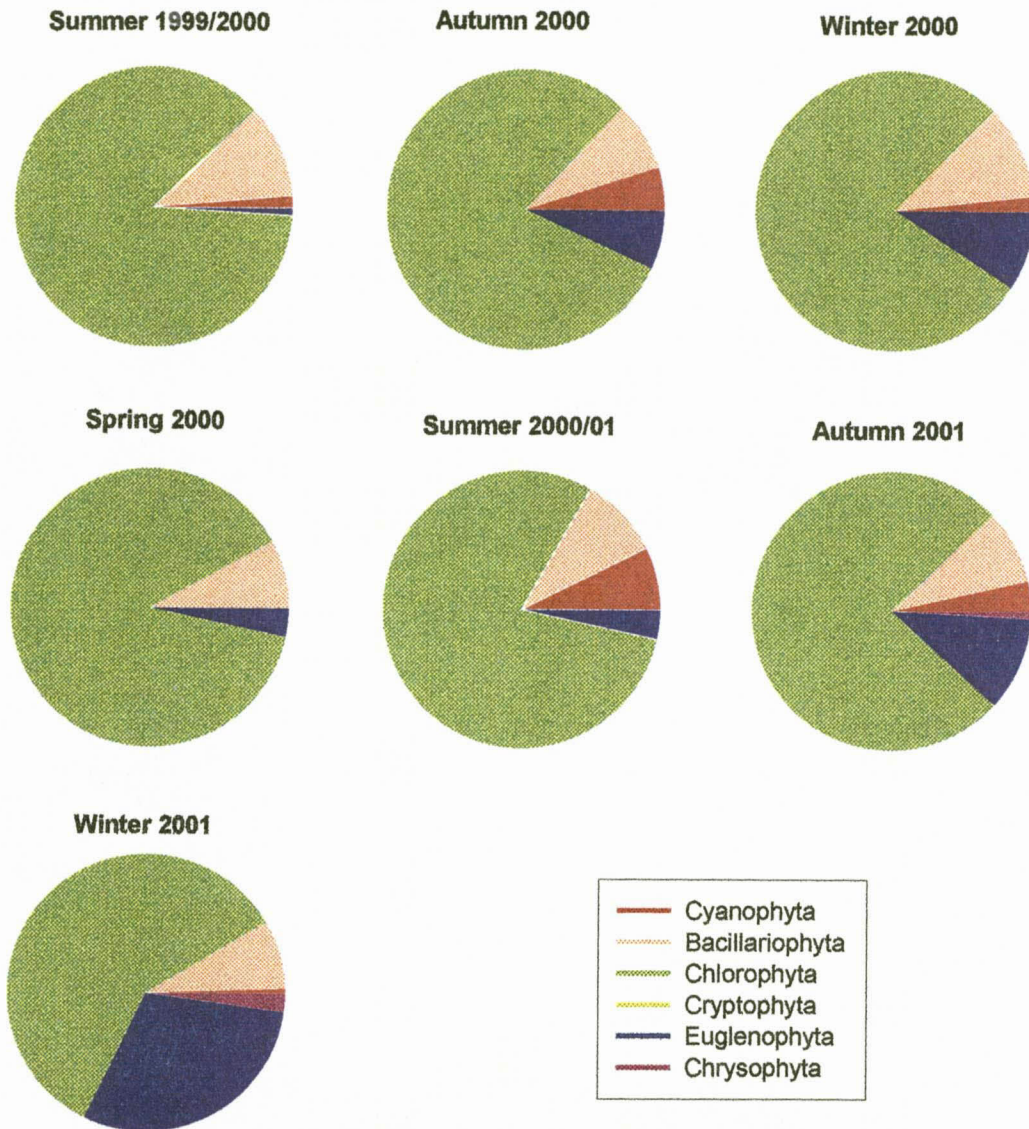 Summer 1999/2000
Autumn 2000
Winter 2000
Spring 2000
Summer 2000/01
Autumn 2001
Winter 2001
Cyanophyta
Bacillariophyta
Chlorophyta
Cryptophyta
Euglenophyta
Chrysophyta